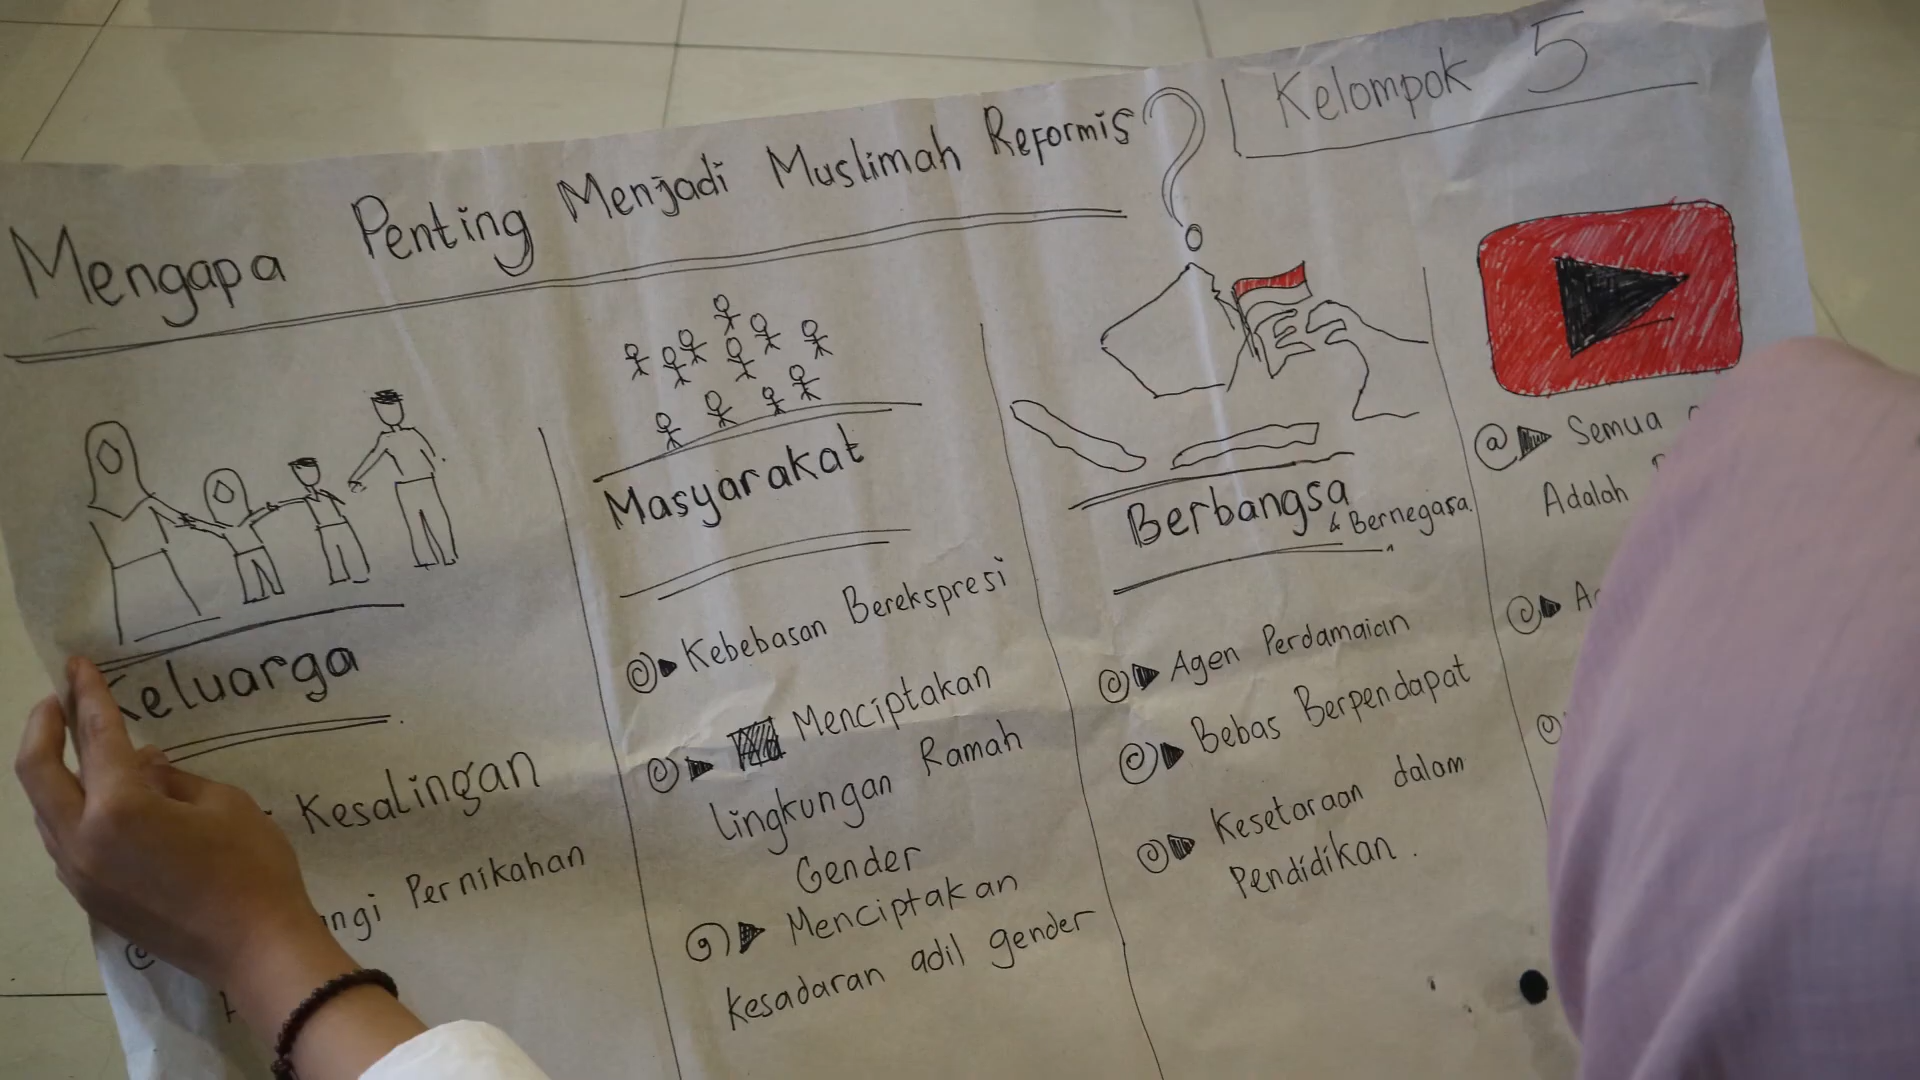 Mengapa Penting Menjadi Muslimah Reformis?
Kelompok 5
Keluarga
Kesalingan
Pernikahan
Masyarakat
Kebebasan Berekspresi
Menciptakan
lingkungan Ramah
Gender
Menciptakan
kesadaran adil gender
Berbangsa
& Bernegara.
Agen Perdamaian
Bebas Berpendapat
Kesetaraan dalam
Pendidikan.
@ Semua
Adalah